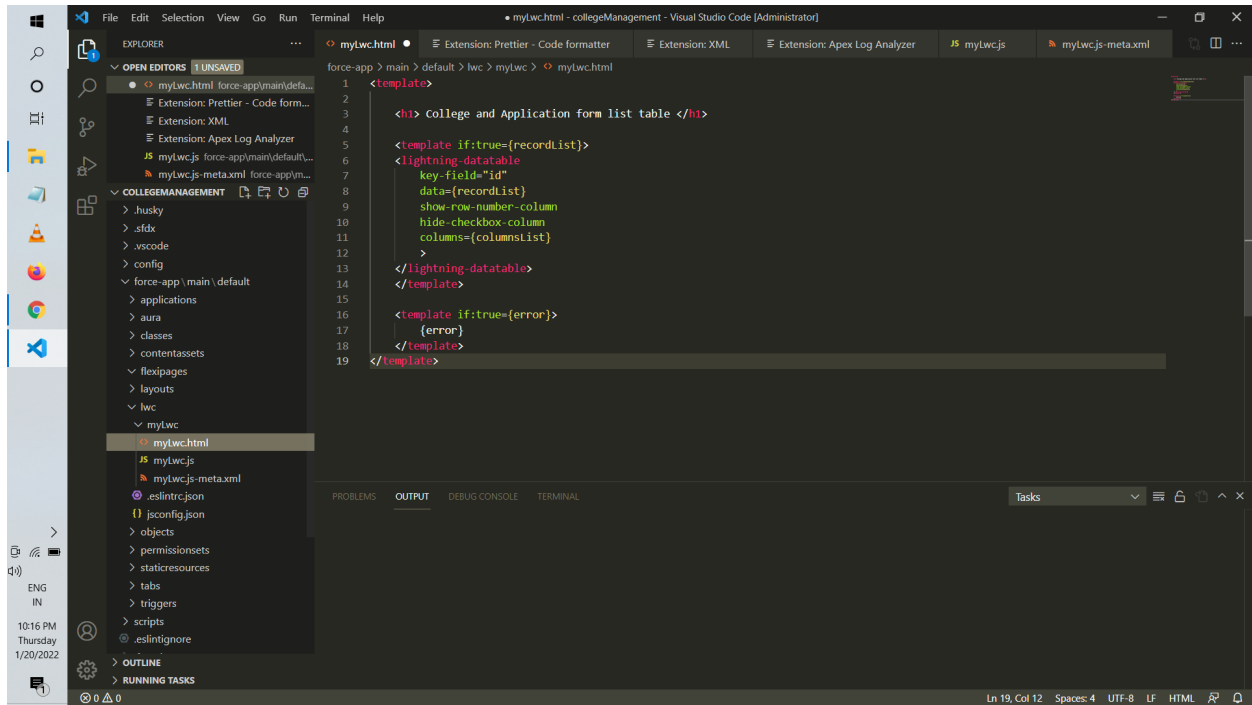 File Edit Selection View Go Run Terminal Help
● myLwc.html - collegeManagement - Visual Studio Code [Administrator]
EXPLORER
OPEN EDITORS 1 UNSAVED
myLwc.html force-app\main\defa...
Extension: Prettier - Code form...
Extension: XML
Extension: Apex Log Analyzer
JS myLwc.js force-app\main\default\...
myLwc.js-meta.xml force-app\m...
COLLEGEMANAGEMENT
.husky
.sfdx
.vscode
config
force-app\main\default
applications
aura
classes
contentassets
flexipages
layouts
lwc
myLwc
myLwc.html
JS myLwc.js
myLwc.js-meta.xml
.eslintrc.json
{} jsconfig.json
objects
permissionsets
staticresources
tabs
triggers
scripts
.eslintignore
OUTLINE
RUNNING TASKS
myLwc.html ● Extension: Prettier - Code formatter Extension: XML Extension: Apex Log Analyzer JS myLwc.js myLwc.js-meta.xml
force-app > main > default > lwc > myLwc > <> myLwc.html
1 <template>
2
3 <h1> College and Application form list table </h1>
4
5 <template if:true={recordList}>
6 <lightning-datatable
7 key-field="id"
8 data={recordList}
9 show-row-number-column
10 hide-checkbox-column
11 columns={columnsList}
12 >
13 </lightning-datatable>
14 </template>
15
16 <template if:true={error}>
17 {error}
18 </template>
19 </template>
PROBLEMS OUTPUT DEBUG CONSOLE TERMINAL
Tasks
ENG
IN
10:16 PM
Thursday
1/20/2022
1
1
0 0
Ln 19, Col 12 Spaces: 4 UTF-8 LF HTML